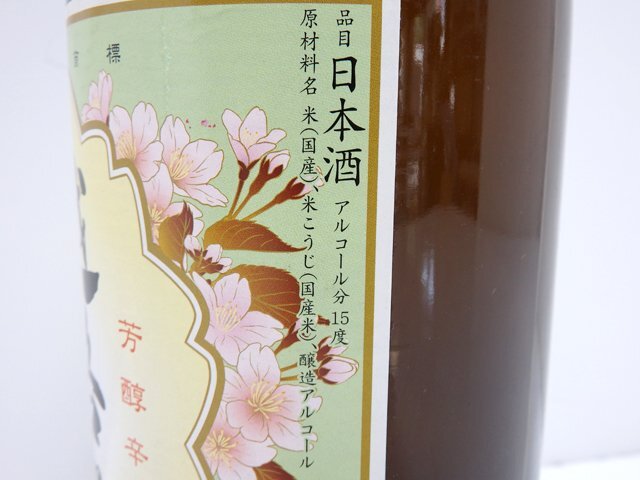 品目 日本酒 アルコール分 15度
原材料名 米(国産)、米こうじ(国産米)、醸造アルコール
標
芳醇辛